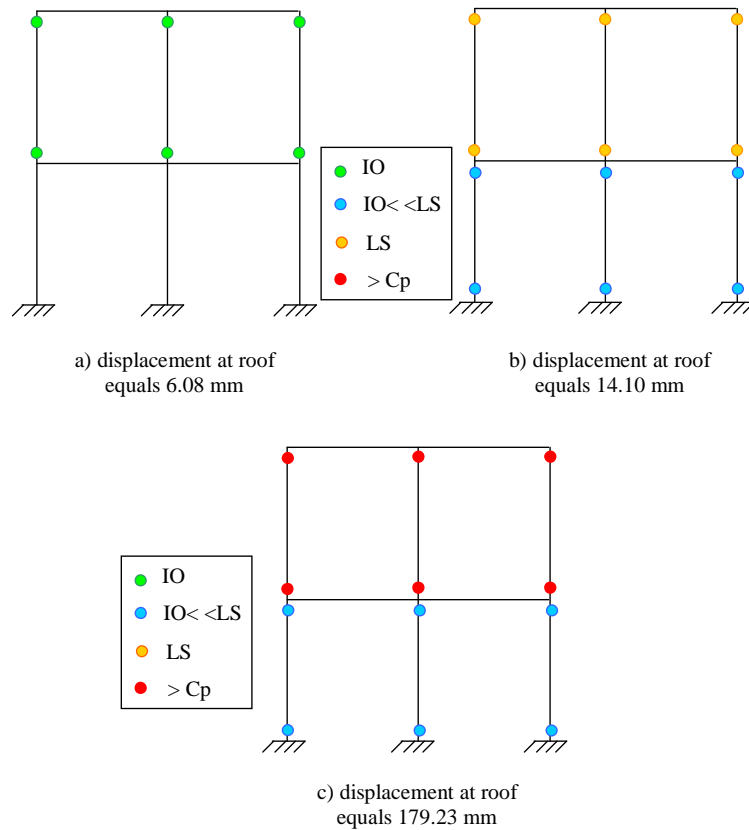 IO
IO< <LS
LS
> Cp
a) displacement at roof
equals 6.08 mm
b) displacement at roof
equals 14.10 mm
IO
IO< <LS
LS
> Cp
c) displacement at roof
equals 179.23 mm